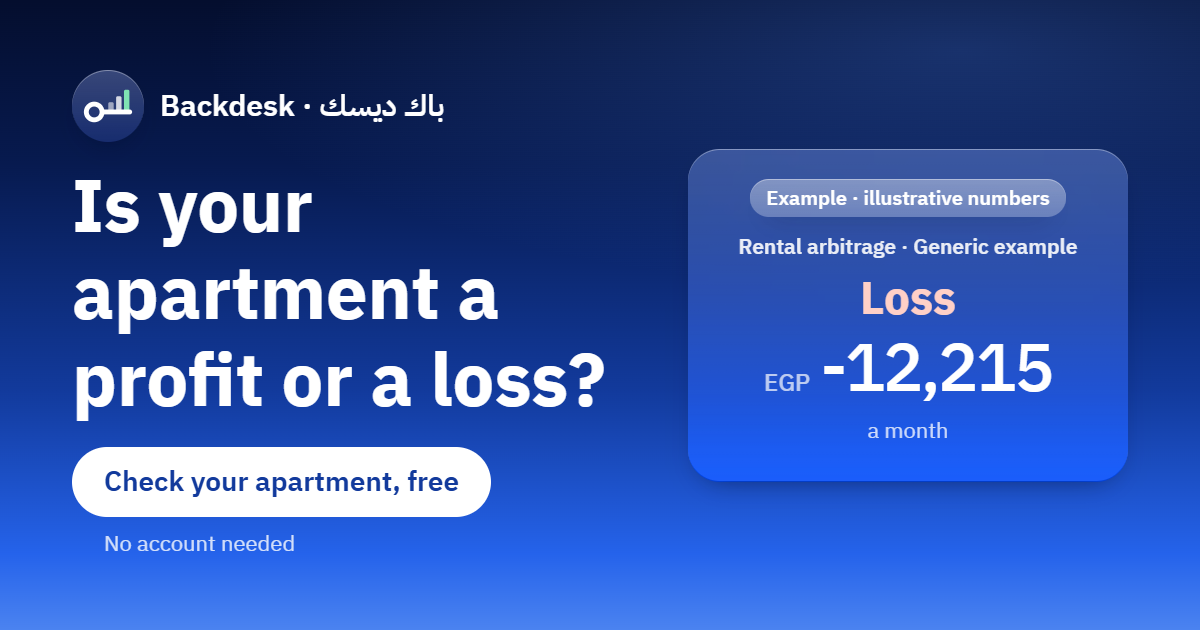 Backdesk · باك ديسك
Is your
apartment a
profit or a loss?
Check your apartment, free
No account needed
Example · illustrative numbers
Rental arbitrage · Generic example
Loss
EGP -12,215
a month